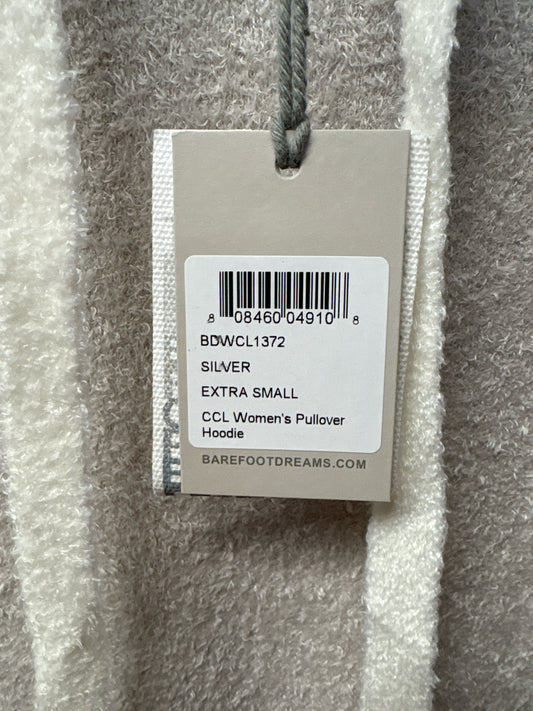 8 08460 04910 8
BDWCL1372
SILVER
EXTRA SMALL
CCL Women's Pullover
Hoodie
BAREFOOTDREAMS.COM